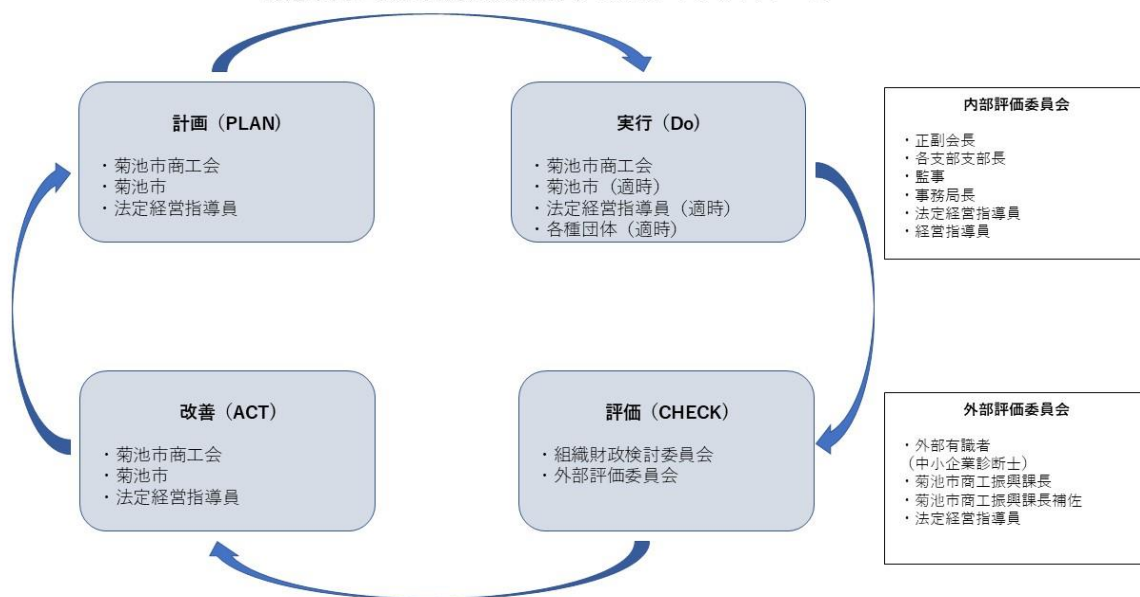 計画（PLAN）
・菊池市商工会
・菊池市
・法定経営指導員
実行（Do）
・菊池市商工会
・菊池市（適時）
・法定経営指導員（適時）
・各種団体（適時）
内部評価委員会
・正副会長
・各支部支部長
・監事
・事務局長
・法定経営指導員
・経営指導員
改善（ACT）
・菊池市商工会
・菊池市
・法定経営指導員
評価（CHECK）
・組織財政検討委員会
・外部評価委員会
外部評価委員会
・外部有識者
（中小企業診断士）
・菊池市商工振興課長
・菊池市商工振興課長補佐
・法定経営指導員